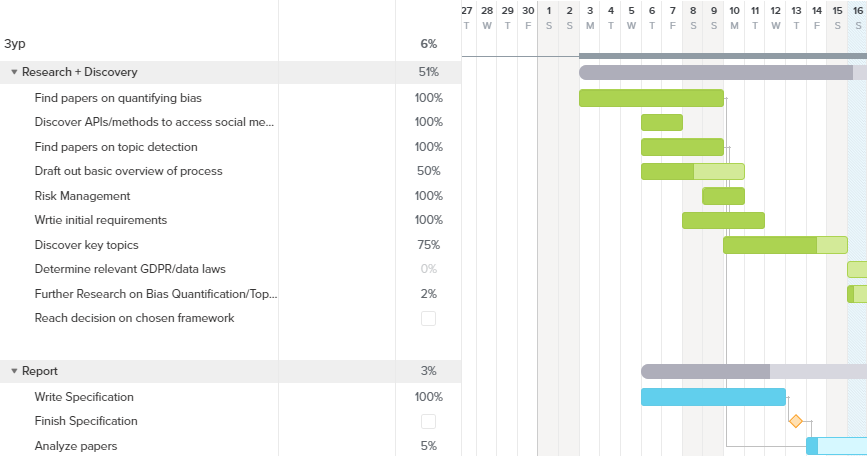 27 28 29 30 1 2 3 4 5 6 7 8 9 10 11 12 13 14 15 16
T W T F S S M T W T F S S M T W T F S S
3yp 6%
Research + Discovery 51%
Find papers on quantifying bias 100%
Discover APIs/methods to access social me... 100%
Find papers on topic detection 100%
Draft out basic overview of process 50%
Risk Management 100%
Wrtie initial requirements 100%
Discover key topics 75%
Determine relevant GDPR/data laws 0%
Further Research on Bias Quantification/Top... 2%
Reach decision on chosen framework
Report 3%
Write Specification 100%
Finish Specification
Analyze papers 5%